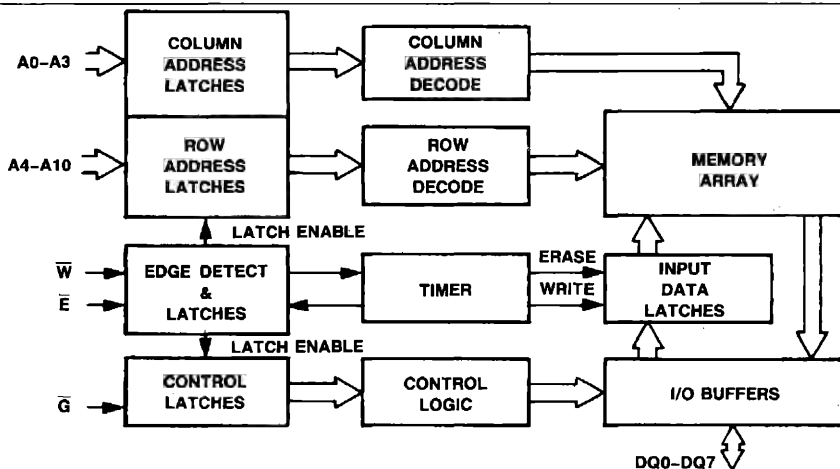 A0–A3
COLUMN
ADDRESS
LATCHES
COLUMN
ADDRESS
DECODE
A4–A10
ROW
ADDRESS
LATCHES
ROW
ADDRESS
DECODE
MEMORY
ARRAY
LATCH ENABLE
W̅
E̅
EDGE DETECT
&
LATCHES
TIMER
ERASE
WRITE
INPUT
DATA
LATCHES
LATCH ENABLE
G̅
CONTROL
LATCHES
CONTROL
LOGIC
I/O BUFFERS
DQ0–DQ7